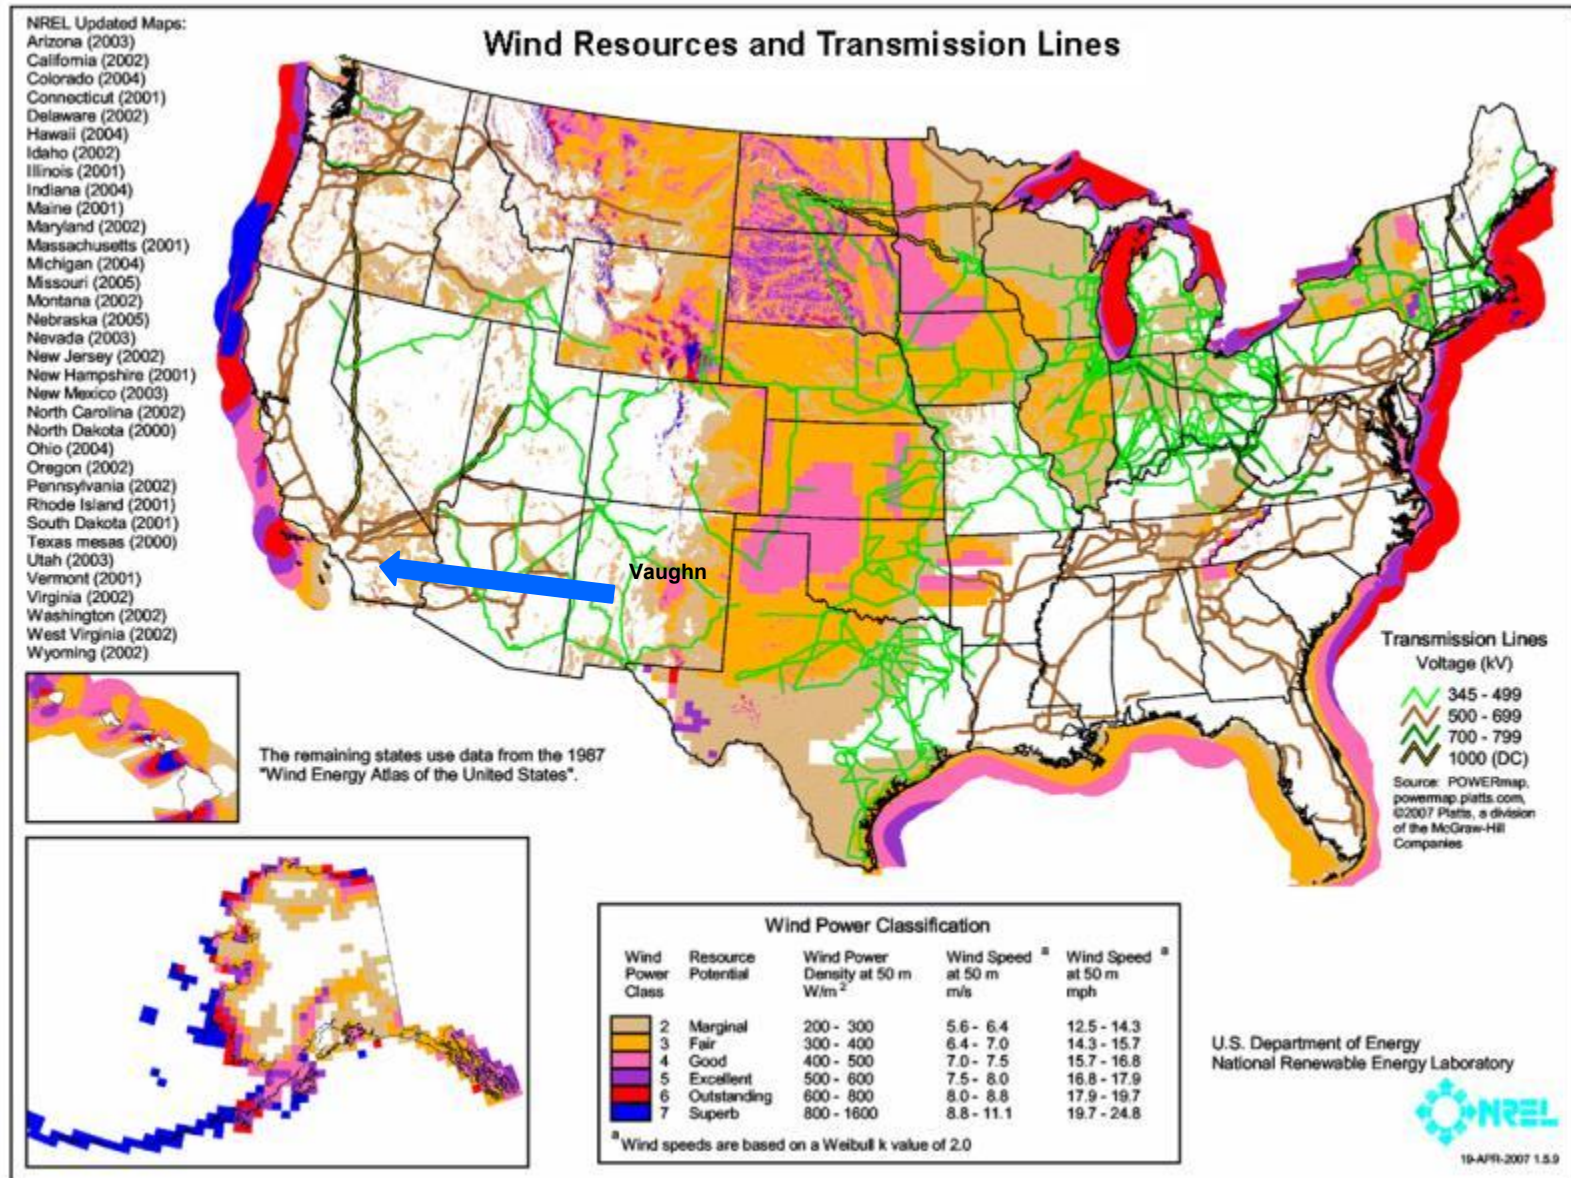 Wind Resources and Transmission Lines
NREL Updated Maps:
Arizona (2003)
California (2002)
Colorado (2004)
Connecticut (2001)
Delaware (2002)
Hawaii (2004)
Idaho (2002)
Illinois (2001)
Indiana (2004)
Maine (2001)
Maryland (2002)
Massachusetts (2001)
Michigan (2004)
Missouri (2005)
Montana (2002)
Nebraska (2005)
Nevada (2003)
New Jersey (2002)
New Hampshire (2001)
New Mexico (2003)
North Carolina (2002)
North Dakota (2000)
Ohio (2004)
Oregon (2002)
Pennsylvania (2002)
Rhode Island (2001)
South Dakota (2001)
Texas mesas (2000)
Utah (2003)
Vermont (2001)
Virginia (2002)
Washington (2002)
West Virginia (2002)
Wyoming (2002)
Vaughn
Transmission Lines
Voltage (kV)
345 - 499
500 - 699
700 - 799
1000 (DC)
Source: POWERmap,
powermap.platts.com,
©2007 Platts, a division
of the McGraw-Hill
Companies
The remaining states use data from the 1987
"Wind Energy Atlas of the United States".
Wind Power Classification
Wind Power Class Resource Potential Wind Power Density at 50 m W/m² Wind Speed ᵃ at 50 m m/s Wind Speed ᵃ at 50 m mph
2 Marginal 200 - 300 5.6 - 6.4 12.5 - 14.3
3 Fair 300 - 400 6.4 - 7.0 14.3 - 15.7
4 Good 400 - 500 7.0 - 7.5 15.7 - 16.8
5 Excellent 500 - 600 7.5 - 8.0 16.8 - 17.9
6 Outstanding 600 - 800 8.0 - 8.8 17.9 - 19.7
7 Superb 800 - 1600 8.8 - 11.1 19.7 - 24.8
ᵃ Wind speeds are based on a Weibull k value of 2.0
U.S. Department of Energy
National Renewable Energy Laboratory
NREL
19-APR-2007 1.5.9